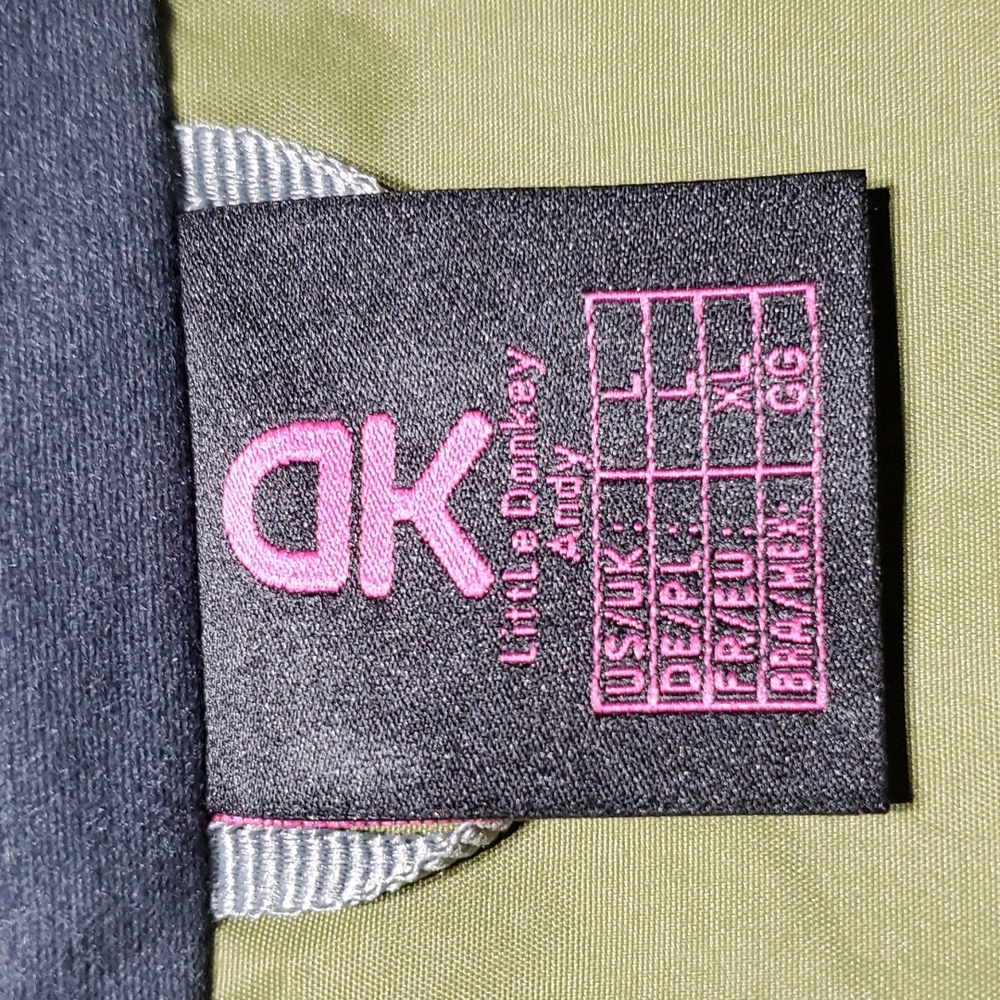 DK
Little Donkey
Andy
US/UK: L
DE/PL: L
FR/EU: XL
BRA/MEX: GG